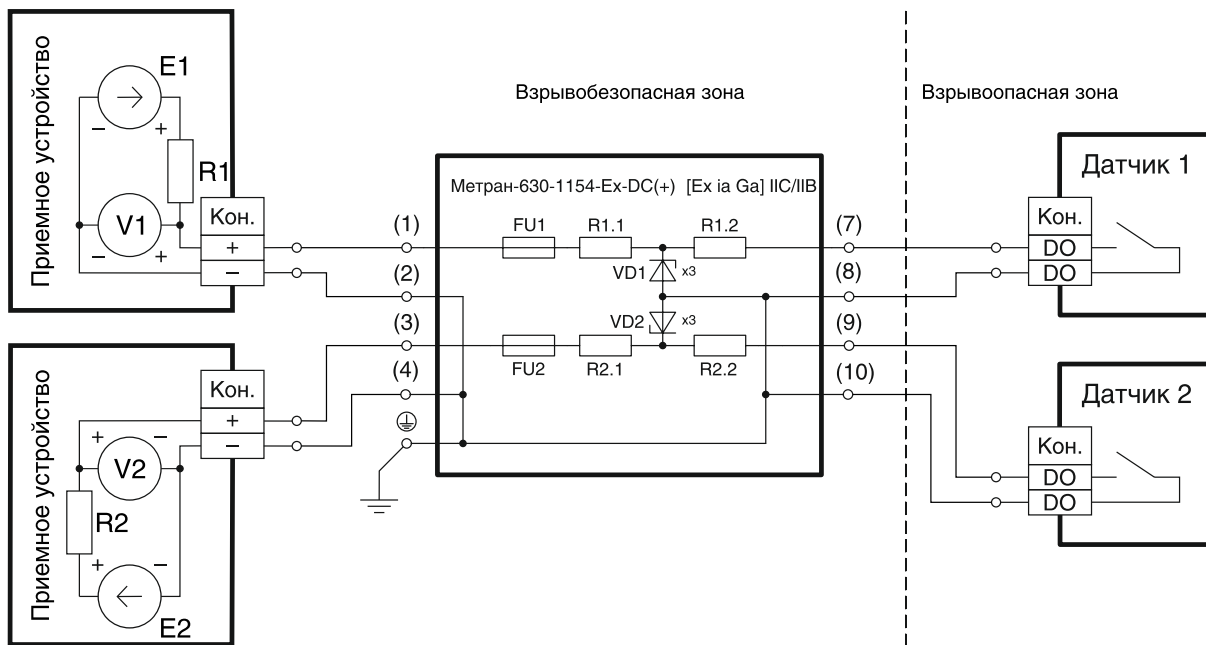 Приемное устройство
E1
−
+
R1
V1
−
+
Кон.
+
−
Взрывобезопасная зона
Взрывоопасная зона
Метран-630-1154-Ex-DC(+) [Ex ia Ga] IIC/IIB
(1)
FU1
R1.1
R1.2
(7)
VD1
x3
(2)
(8)
VD2
x3
(3)
(9)
FU2
R2.1
R2.2
(4)
(10)
Датчик 1
Кон.
DO
DO
Приемное устройство
Кон.
+
−
+
−
V2
R2
+
−
E2
Датчик 2
Кон.
DO
DO